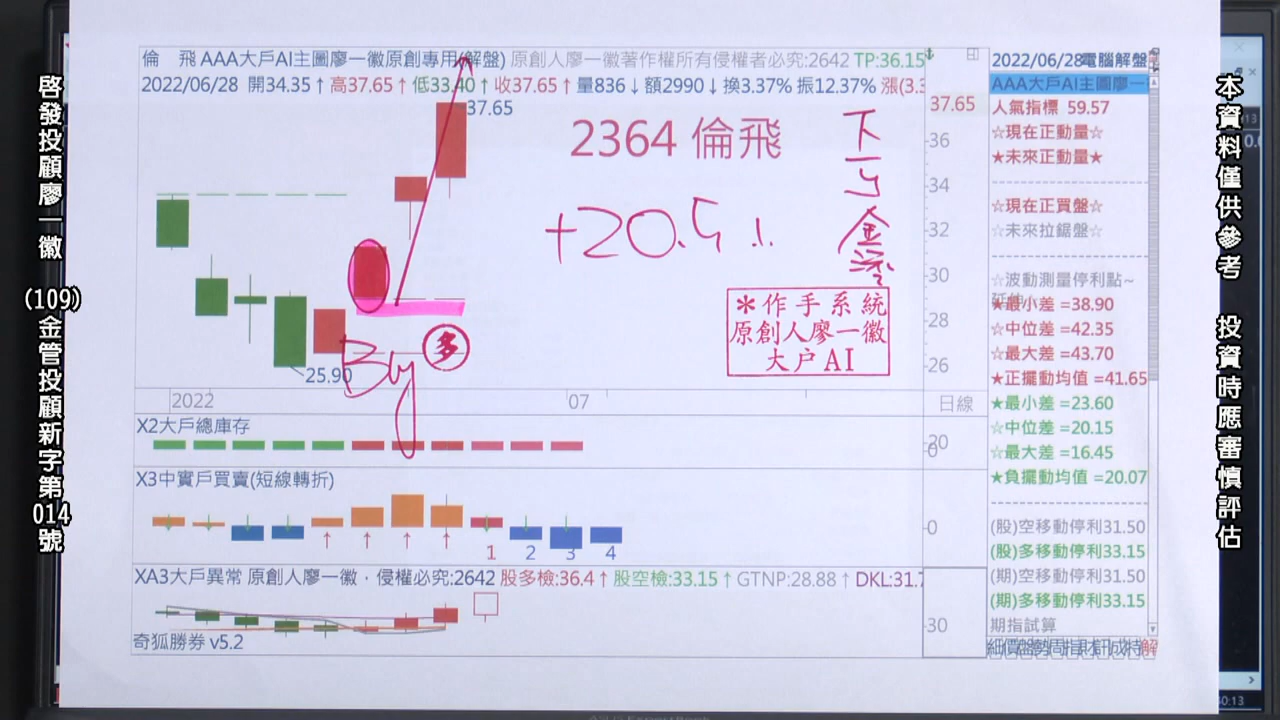 啓發投顧廖一徽
(109)金管投顧新字第014號
倫　飛 AAA大戶AI主圖廖一徽原創專用(解盤) 原創人廖一徽著作權所有侵權者必究:2642 TP:36.15
2022/06/28 開34.35↑ 高37.65↑ 低33.40↑ 收37.65↑ 量836↓ 額2990↓ 換3.37% 振12.37% 漲(3.3
37.65
2364 倫飛
+20.5%
By
多
25.90
＊作手系統
原創人廖一徽
大户AI
37.65
36
34
32
30
28
26
2022
07
日線
X2大戶總庫存
20
0
X3中實戶買賣(短線轉折)
0
1 2 3 4
XA3大戶異常 原創人廖一徽．侵權必究:2642 股多檢:36.4↑ 股空檢:33.15↑ GTNP:28.88↑ DKL:31.7
30
奇狐勝券 v5.2
2022/06/28電腦解盤
AAA大戶AI主圖廖一
人氣指標 59.57
☆現在正動量☆
★未來正動量★
☆現在正買盤☆
☆未來拉鋸盤☆
☆波動測量停利點~
★最小差 =38.90
☆中位差 =42.35
☆最大差 =43.70
★正擺動均值 =41.65
★最小差 =23.60
☆中位差 =20.15
☆最大差 =16.45
★負擺動均值 =20.07
(股)空移動停利31.50
(股)多移動停利33.15
(期)空移動停利31.50
(期)多移動停利33.15
期指試算
本資料僅供參考　投資時應審慎評估